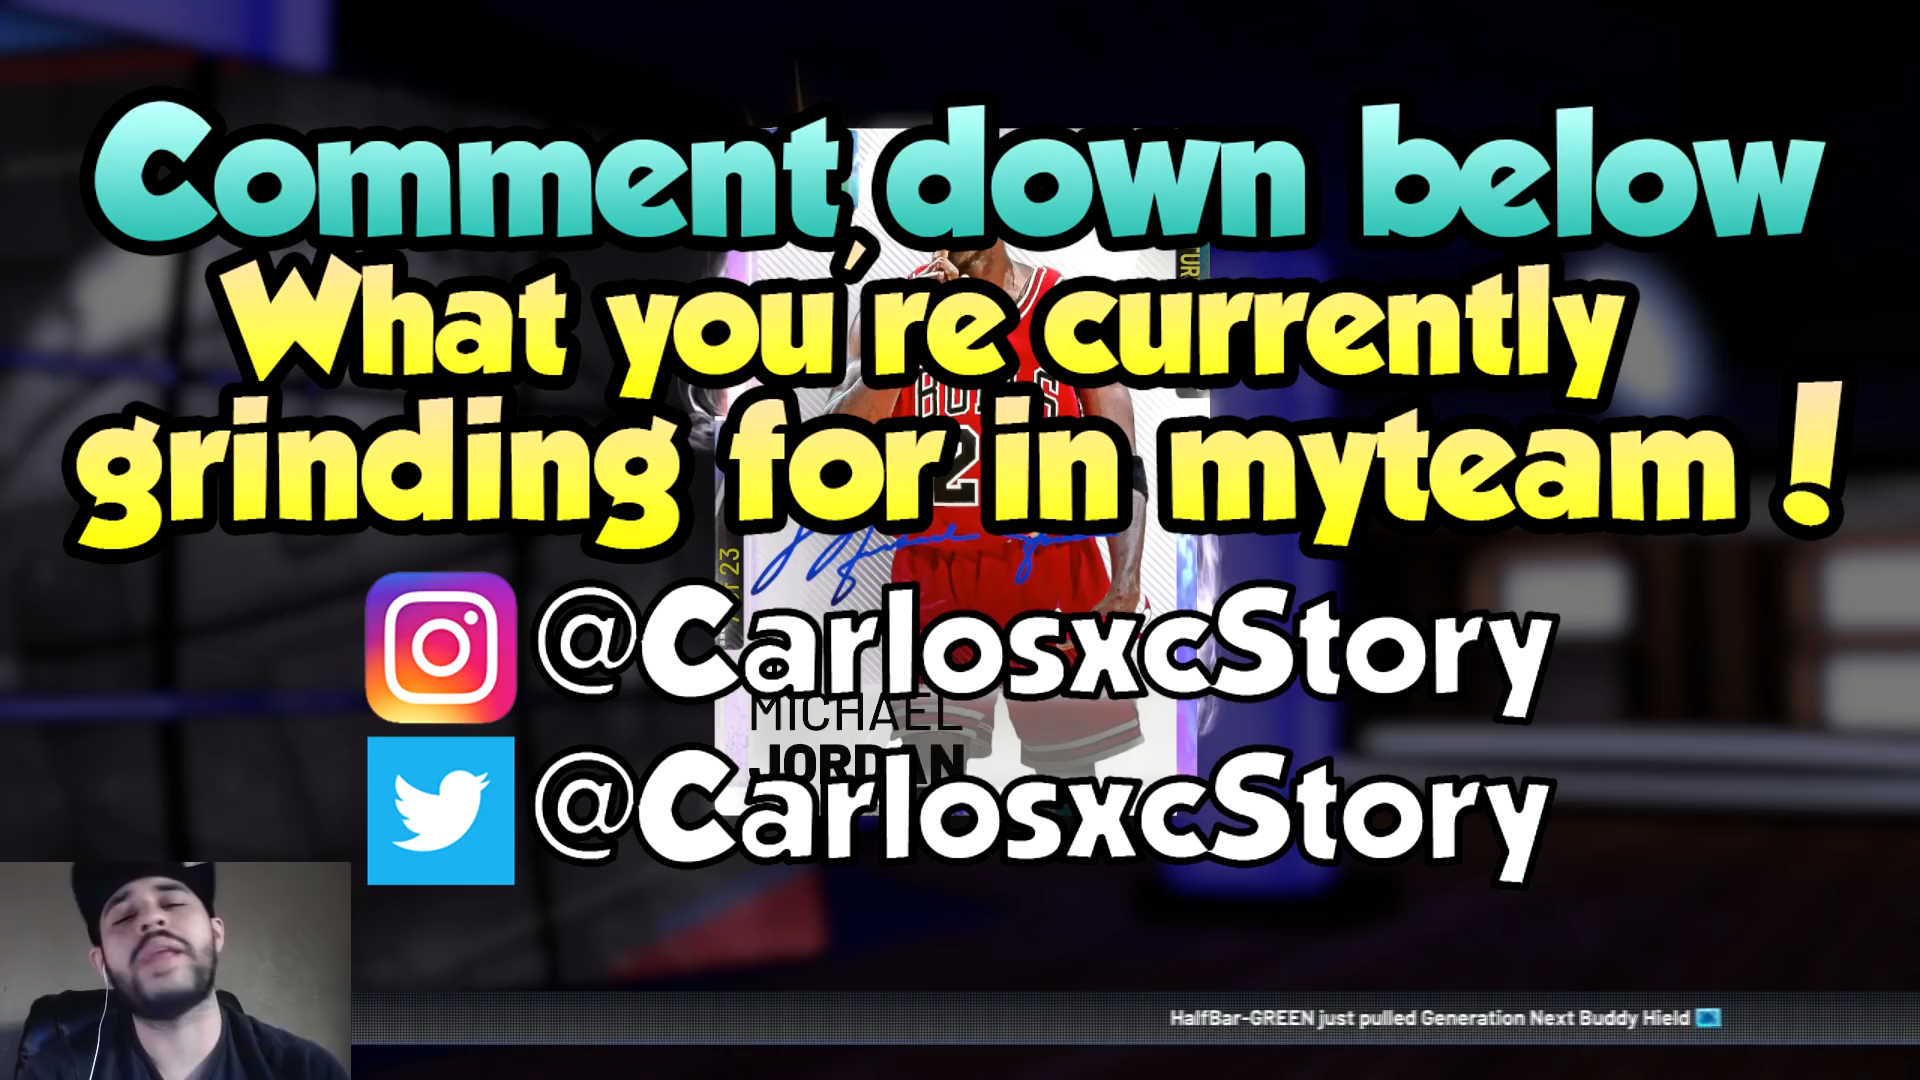 Comment down below
What you're currently
grinding for in myteam!
@CarlosxcStory
MICHAEL
JORDAN
@CarlosxcStory
HalfBar-GREEN just pulled Generation Next Buddy Hield